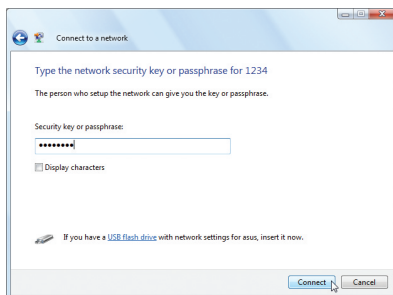 Connect to a network
Type the network security key or passphrase for 1234
The person who setup the network can give you the key or passphrase.
Security key or passphrase:
••••••••
Display characters
If you have a USB flash drive with network settings for asus, insert it now.
Connect Cancel